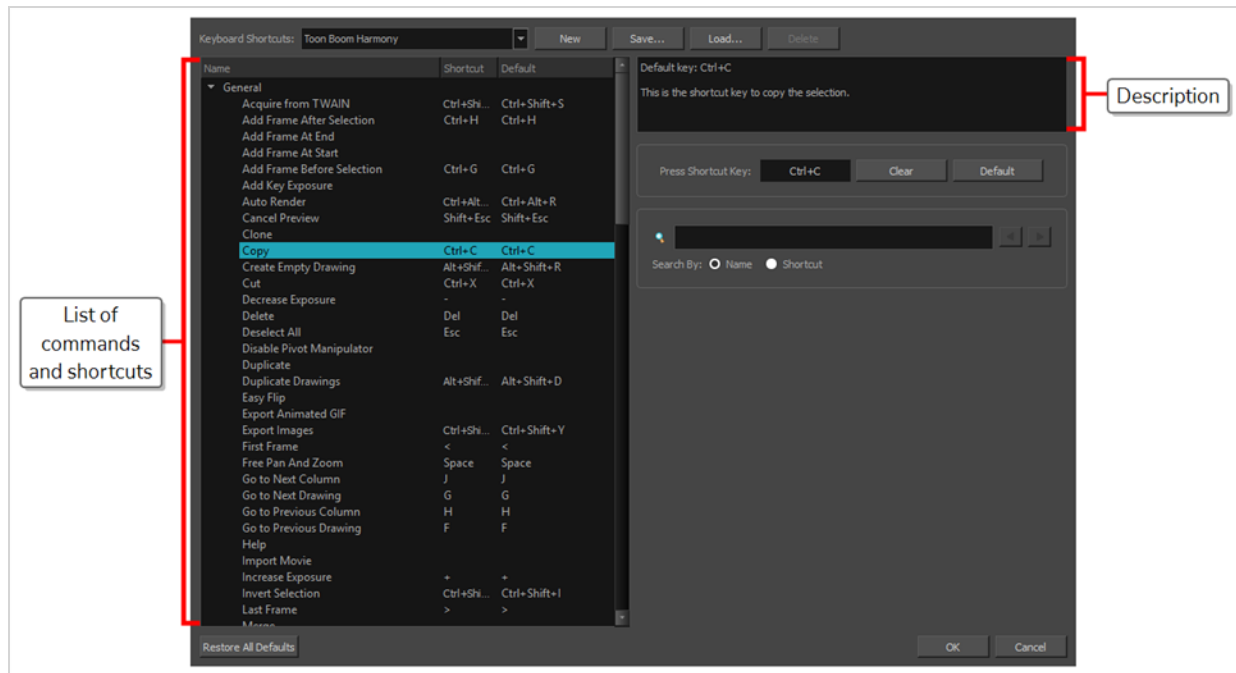 Keyboard Shortcuts: Toon Boom Harmony New Save... Load... Delete
Name Shortcut Default
General
Acquire from TWAIN Ctrl+Shi... Ctrl+Shift+S
Add Frame After Selection Ctrl+H Ctrl+H
Add Frame At End
Add Frame At Start
Add Frame Before Selection Ctrl+G Ctrl+G
Add Key Exposure
Auto Render Ctrl+Alt... Ctrl+Alt+R
Cancel Preview Shift+Esc Shift+Esc
Clone
Copy Ctrl+C Ctrl+C
Create Empty Drawing Alt+Shif... Alt+Shift+R
Cut Ctrl+X Ctrl+X
Decrease Exposure - -
Delete Del Del
Deselect All Esc Esc
Disable Pivot Manipulator
Duplicate
Duplicate Drawings Alt+Shif... Alt+Shift+D
Easy Flip
Export Animated GIF
Export Images Ctrl+Shi... Ctrl+Shift+Y
First Frame < <
Free Pan And Zoom Space Space
Go to Next Column J J
Go to Next Drawing G G
Go to Previous Column H H
Go to Previous Drawing F F
Help
Import Movie
Increase Exposure + +
Invert Selection Ctrl+Shi... Ctrl+Shift+I
Last Frame > >
Merge
Default key: Ctrl+C
This is the shortcut key to copy the selection.
Press Shortcut Key: Ctrl+C Clear Default
Search By: Name Shortcut
Restore All Defaults OK Cancel
List of
commands
and shortcuts
Description